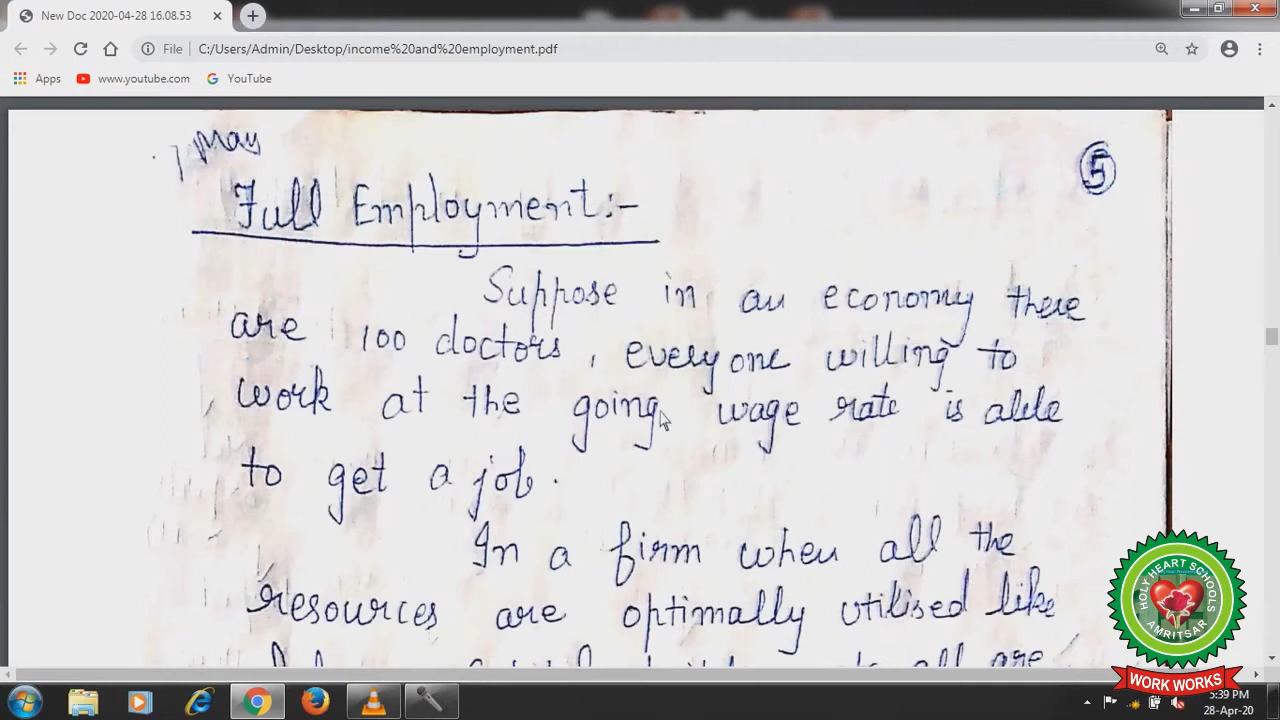 New Doc 2020-04-28 16.08.53
File C:/Users/Admin/Desktop/income%20and%20employment.pdf
Apps www.youtube.com YouTube
May
5
Full Employment:-
Suppose in an economy there
are 100 doctors, everyone willing to
work at the going wage rate is able
to get a job.
In a firm when all the
resources are optimally utilised like
all are
HOLY HEART SCHOOLS
AMRITSAR
WORK WORKS
5:39 PM
28-Apr-20